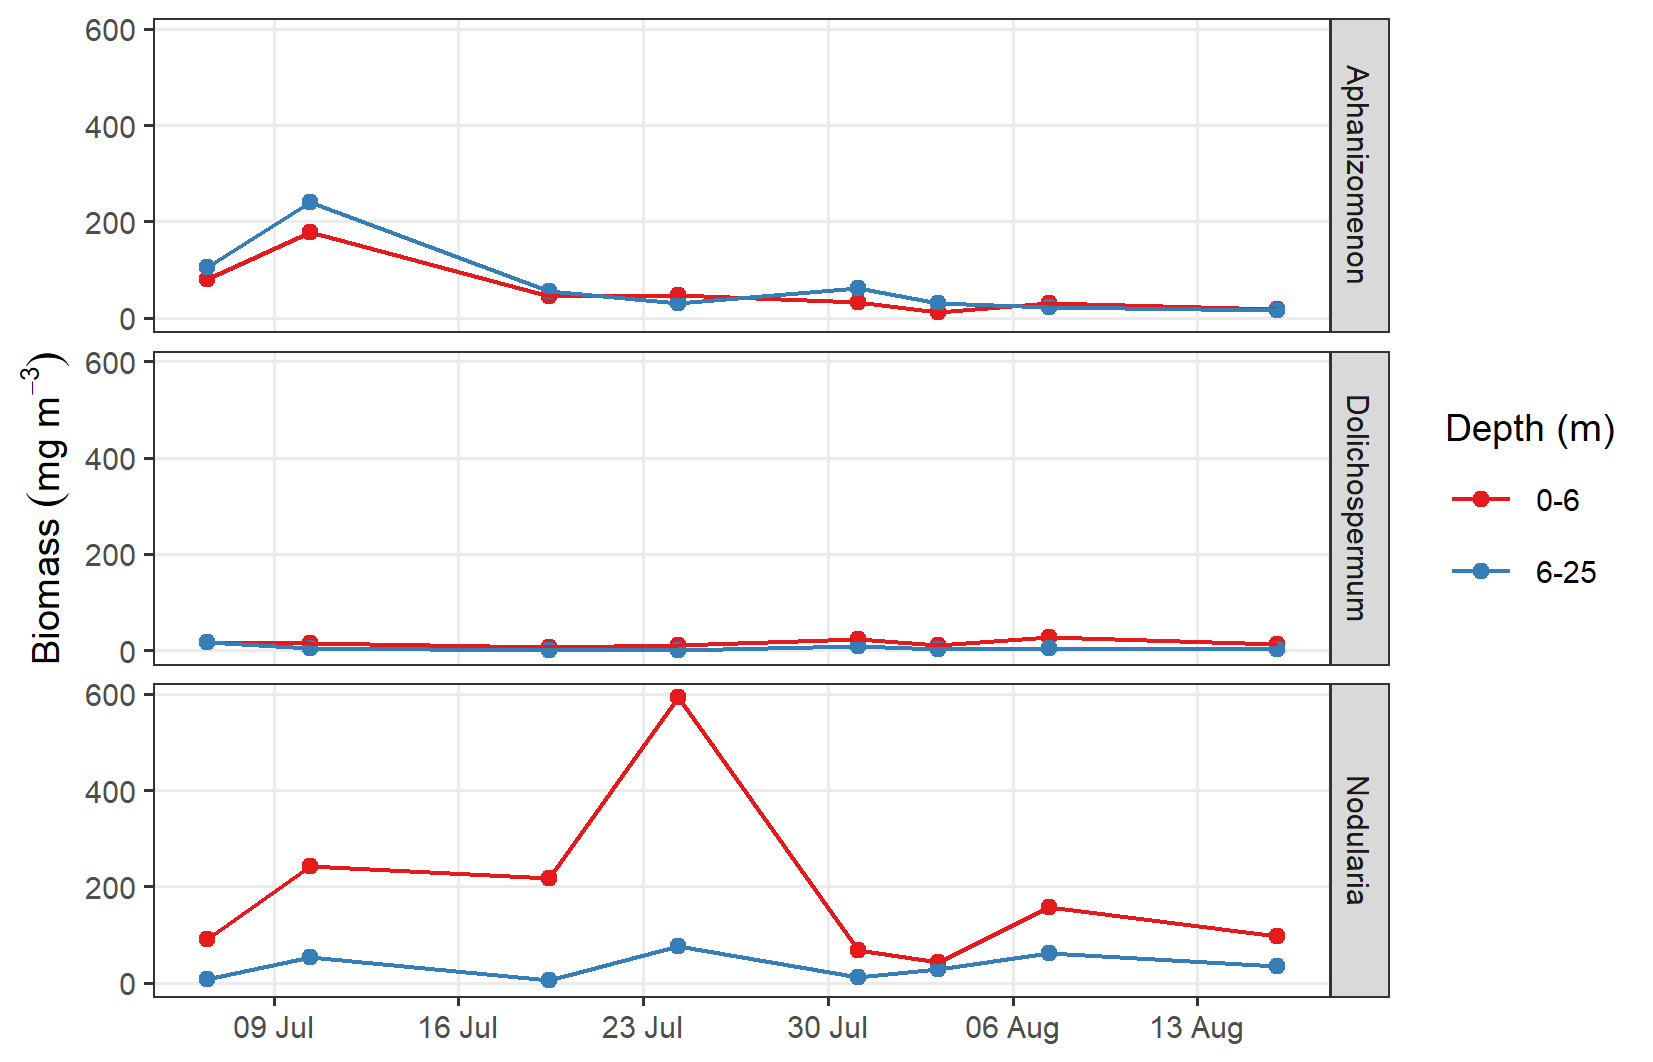 600
400
200
0
Aphanizomenon
600
400
200
0
Dolichospermum
600
400
200
0
Nodularia
Biomass (mg m⁻³)
09 Jul
16 Jul
23 Jul
30 Jul
06 Aug
13 Aug
Depth (m)
0-6
6-25